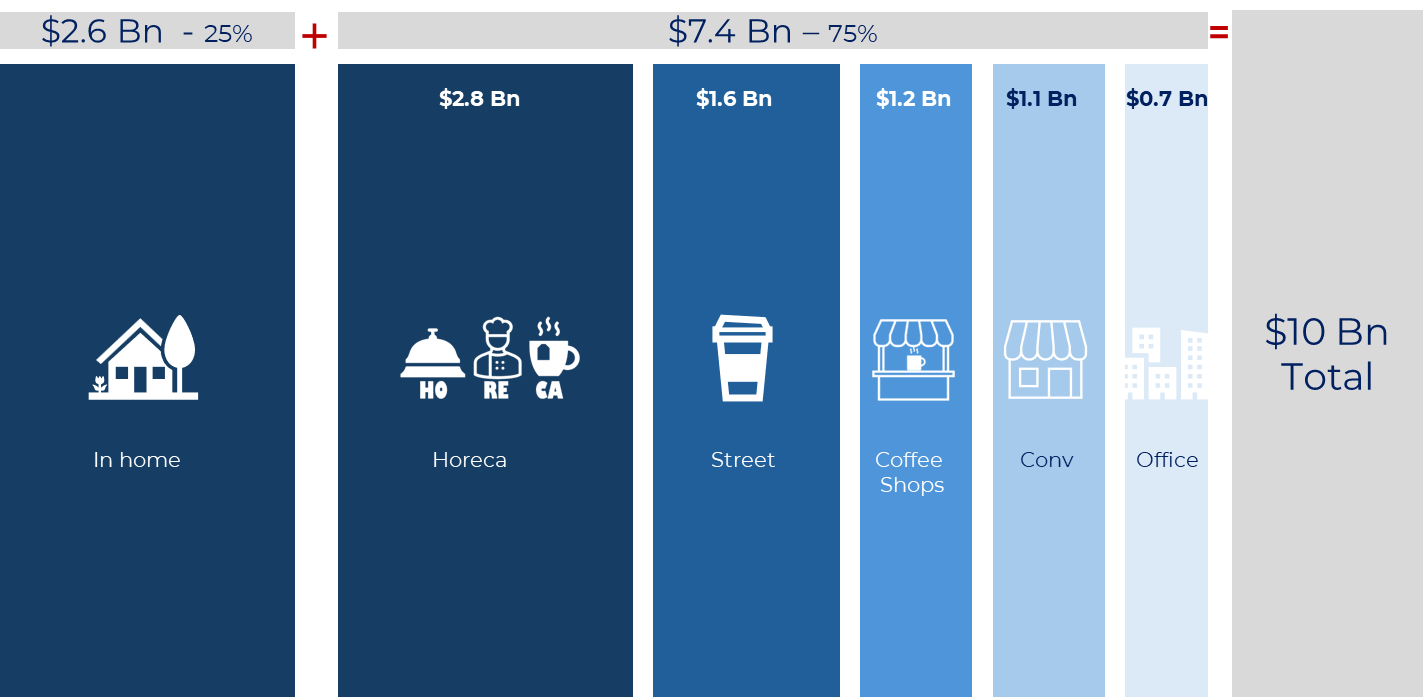 $2.6 Bn - 25%
+
$7.4 Bn – 75%
=
$2.8 Bn
$1.6 Bn
$1.2 Bn
$1.1 Bn
$0.7 Bn
HO RE CA
$10 Bn
Total
In home
Horeca
Street
Coffee
Shops
Conv
Office